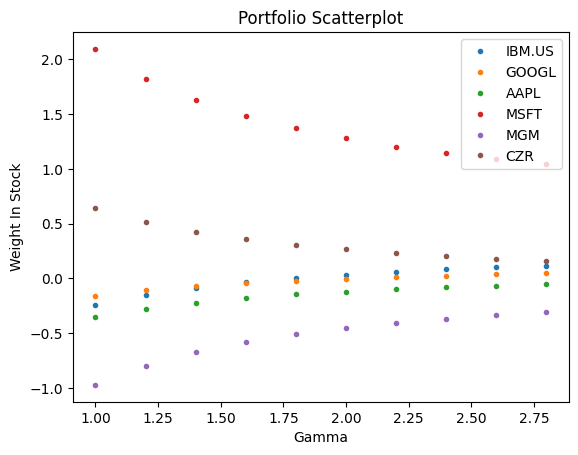 Portfolio Scatterplot
IBM.US
GOOGL
AAPL
MSFT
MGM
CZR
Weight In Stock
2.0
1.5
1.0
0.5
0.0
−0.5
−1.0
1.00 1.25 1.50 1.75 2.00 2.25 2.50 2.75
Gamma